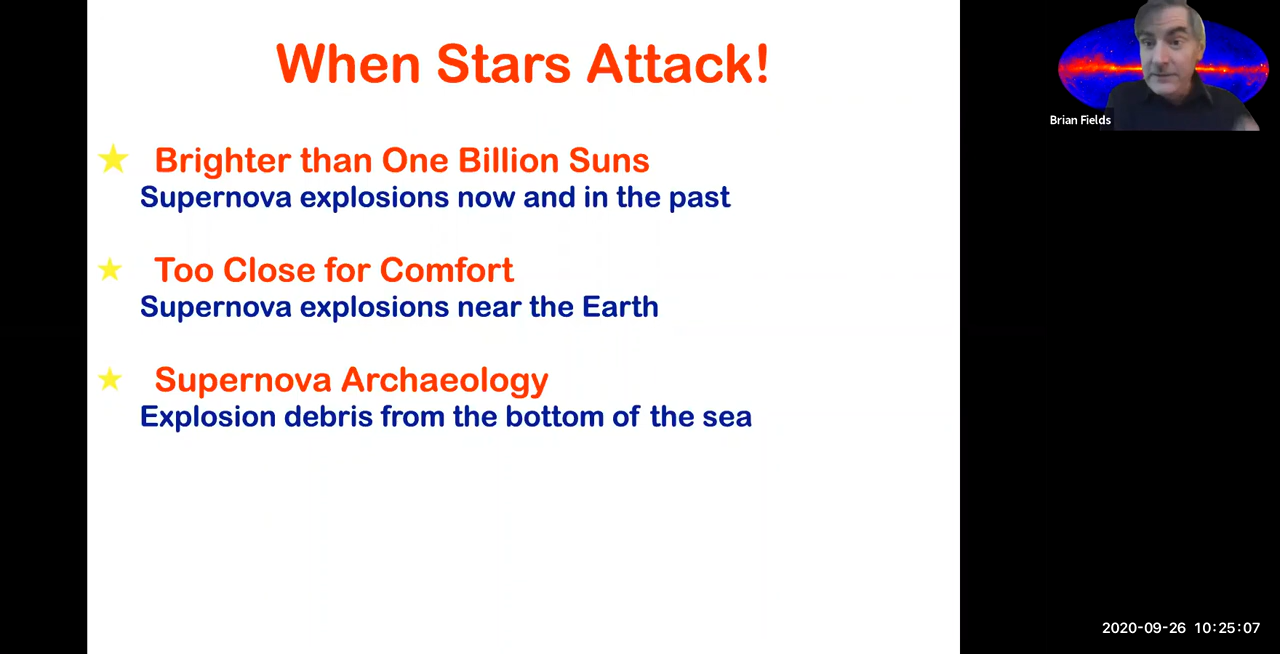 When Stars Attack!
Brighter than One Billion Suns
Supernova explosions now and in the past
Too Close for Comfort
Supernova explosions near the Earth
Supernova Archaeology
Explosion debris from the bottom of the sea
Brian Fields
2020-09-26 10:25:07